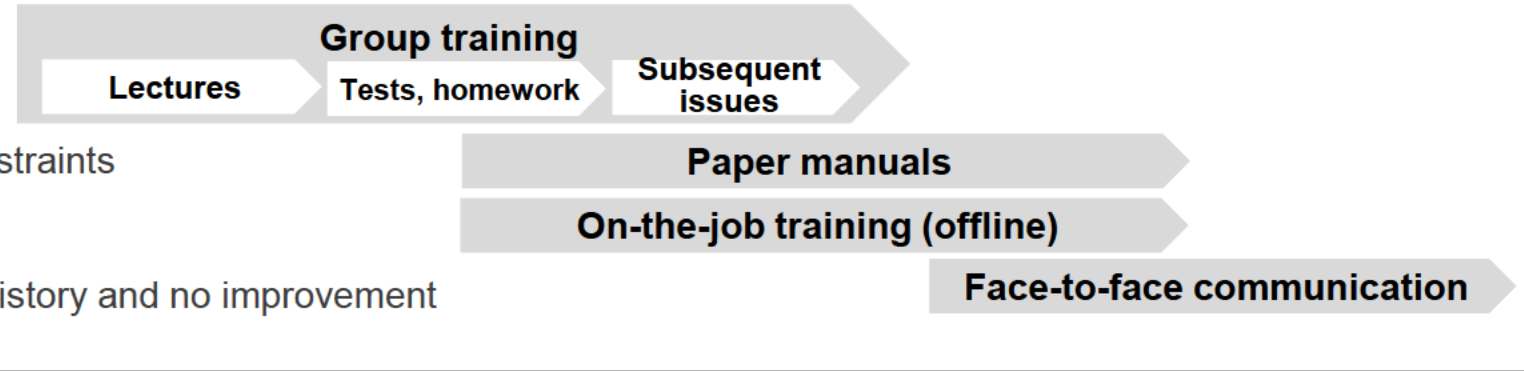 Group training
Lectures
Tests, homework
Subsequent
issues
straints
Paper manuals
On-the-job training (offline)
istory and no improvement
Face-to-face communication